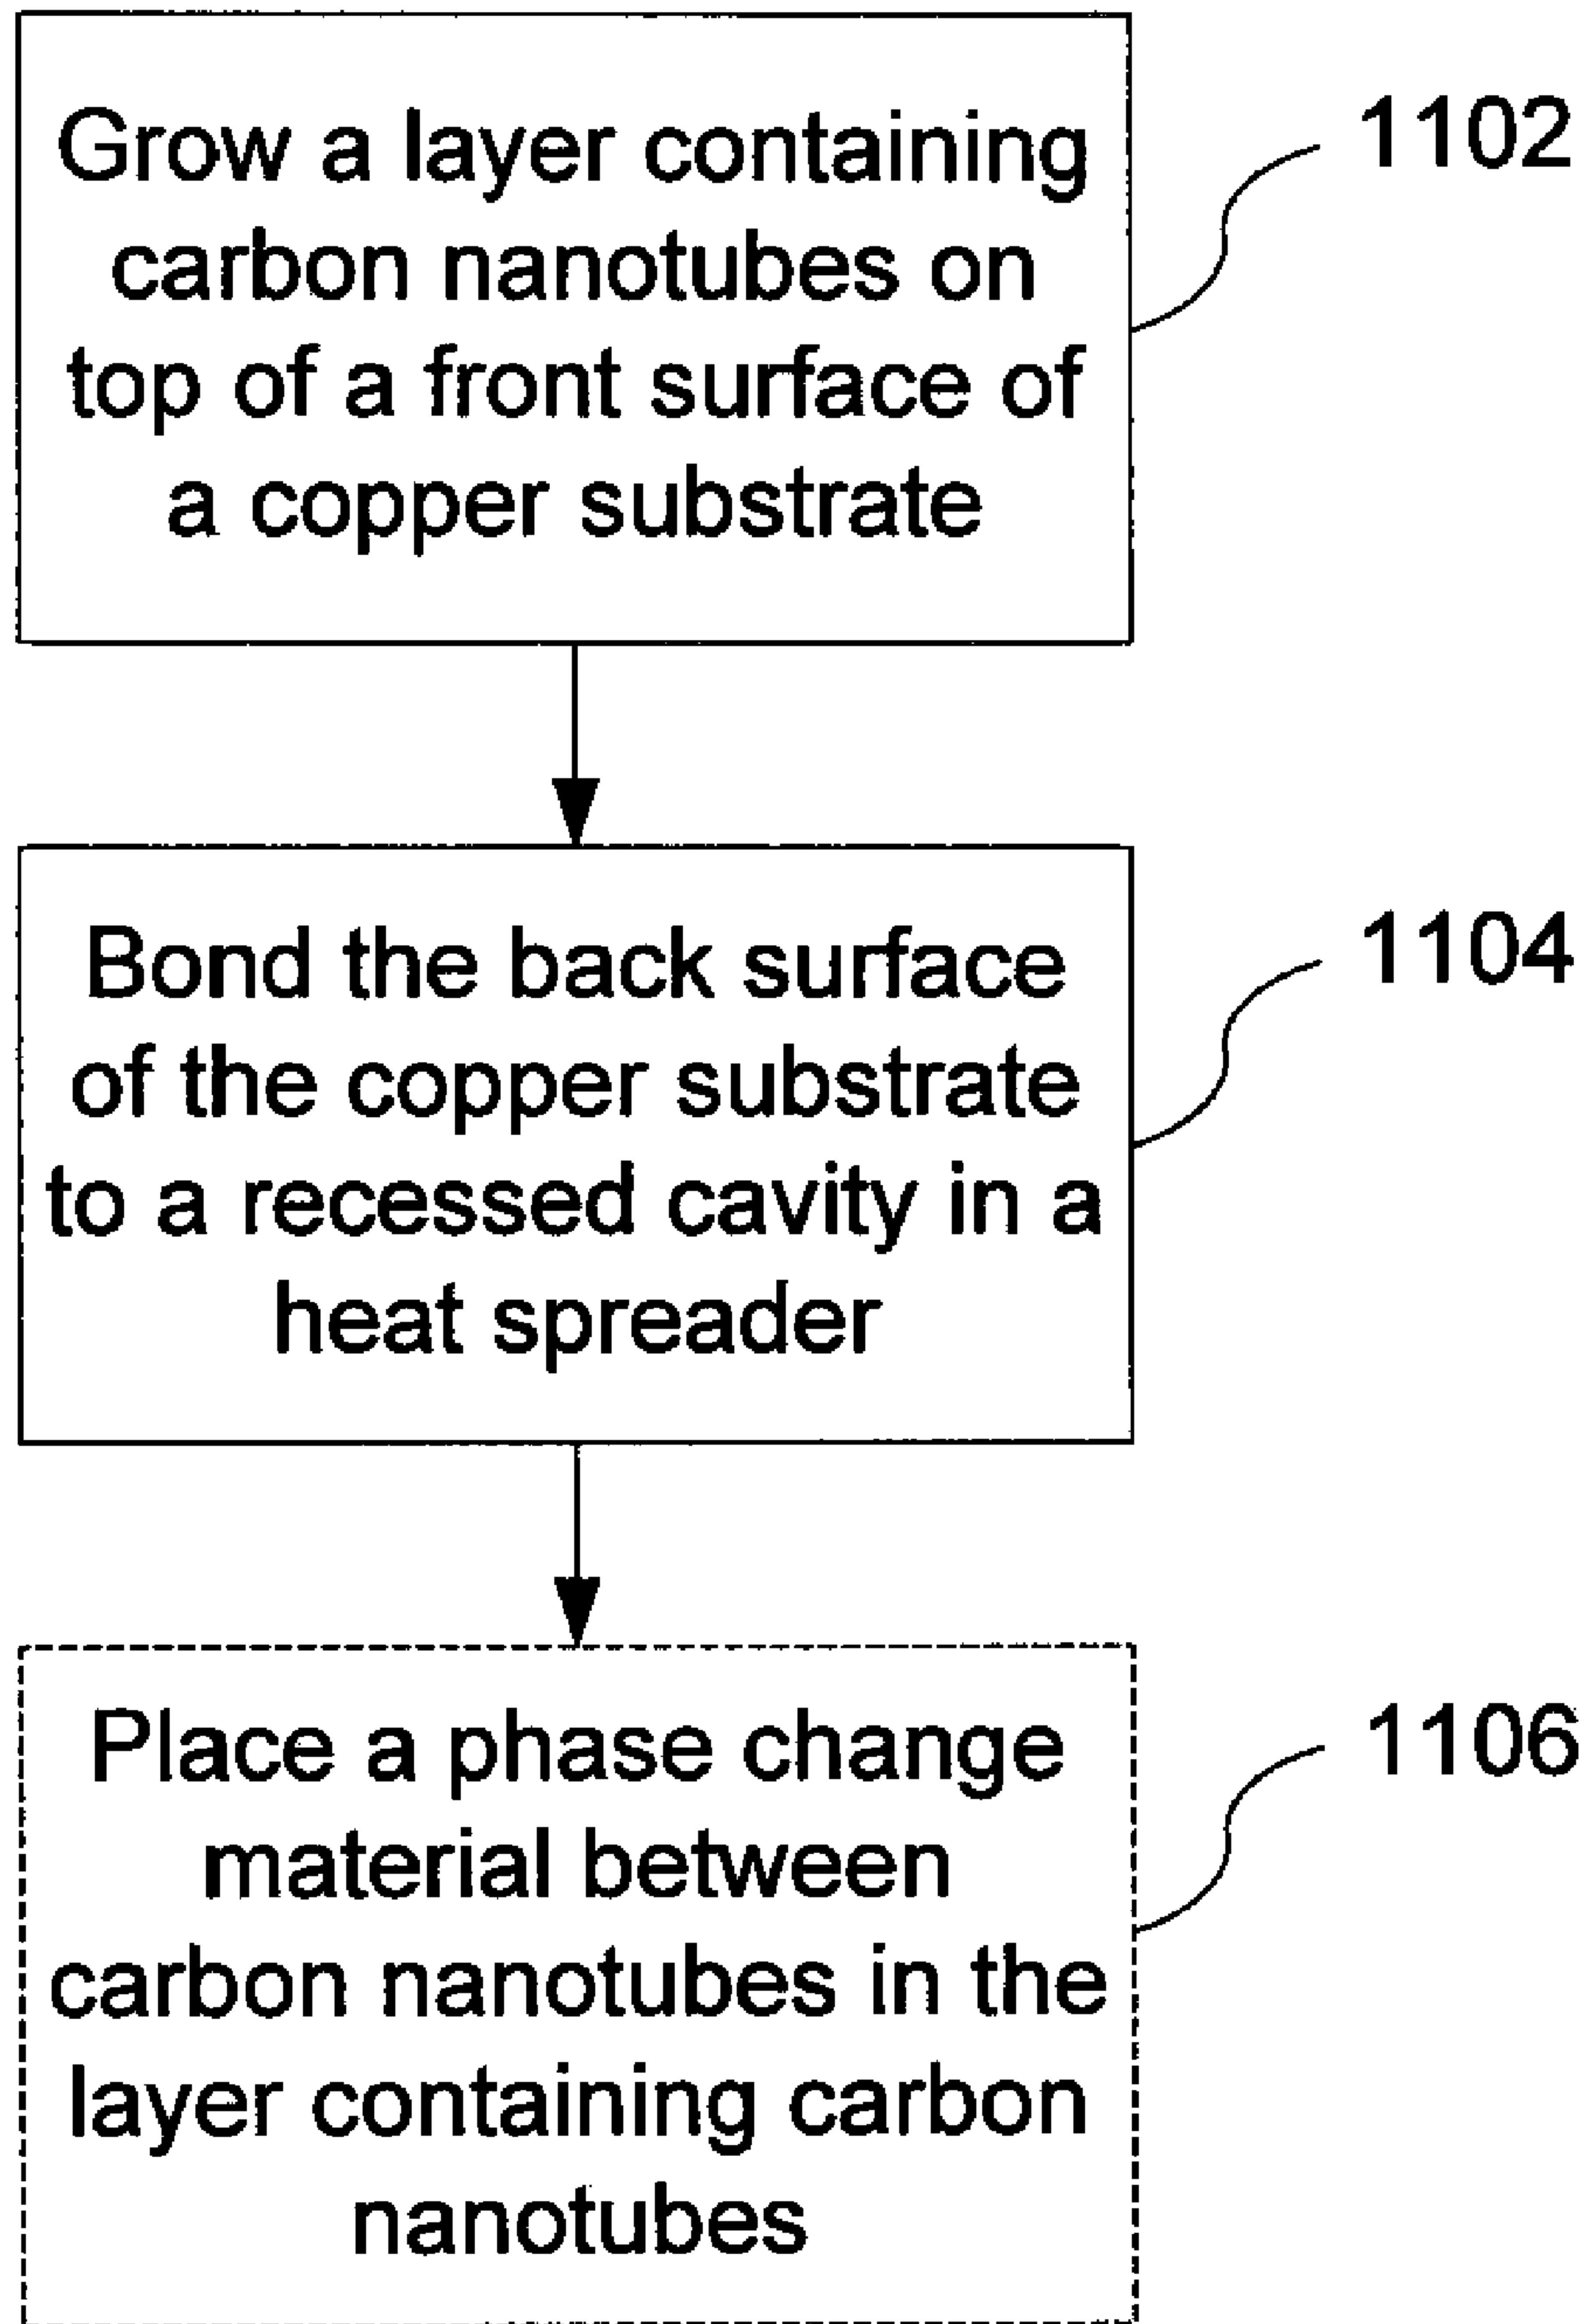 Grow a layer containing
carbon nanotubes on
top of a front surface of
a copper substrate
1102
Bond the back surface
of the copper substrate
to a recessed cavity in a
heat spreader
1104
Place a phase change
material between
carbon nanotubes in the
layer containing carbon
nanotubes
1106